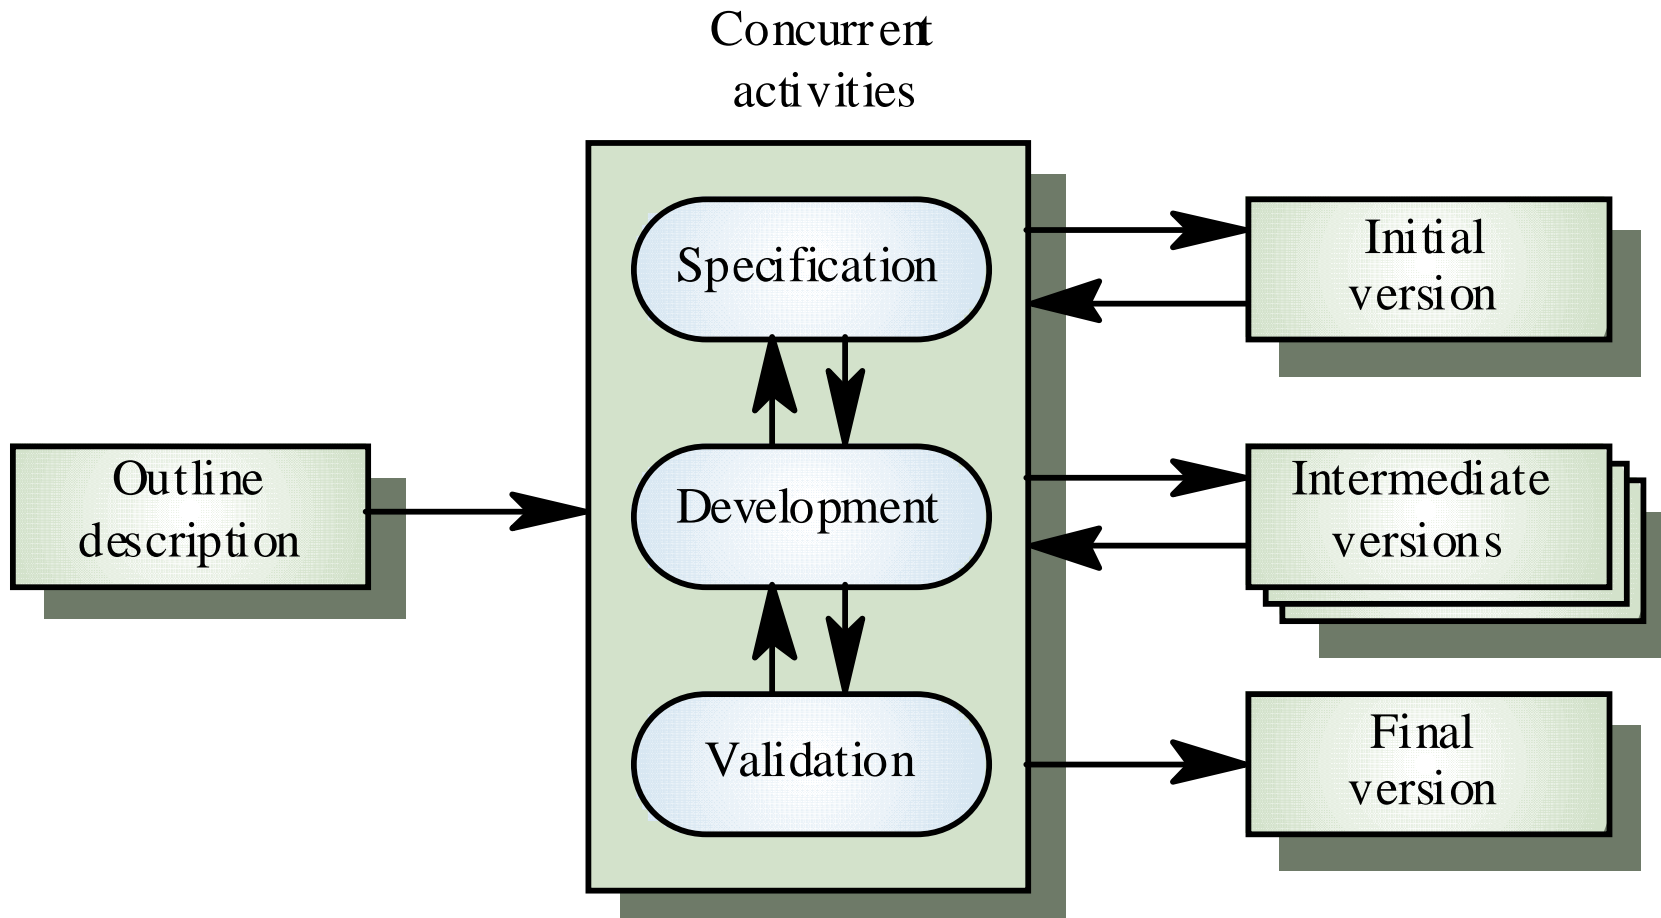 Concurrent
activities
Specification
Initial
version
Outline
description
Development
Intermediate
versions
Validation
Final
version